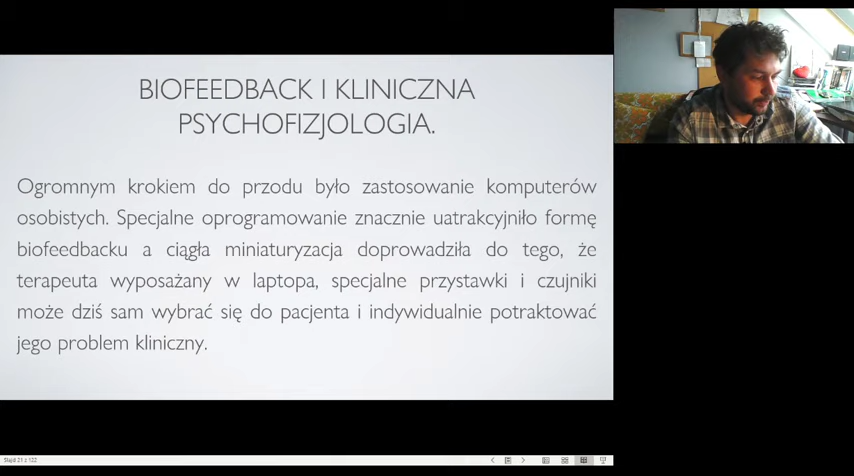 BIOFEEDBACK I KLINICZNA
PSYCHOFIZJOLOGIA.
Ogromnym krokiem do przodu było zastosowanie komputerów
osobistych. Specjalne oprogramowanie znacznie uatrakcyjniło formę
biofeedbacku a ciągła miniaturyzacja doprowadziła do tego, że
terapeuta wyposażany w laptopa, specjalne przystawki i czujniki
może dziś sam wybrać się do pacjenta i indywidualnie potraktować
jego problem kliniczny.
Slajd 21 z 122